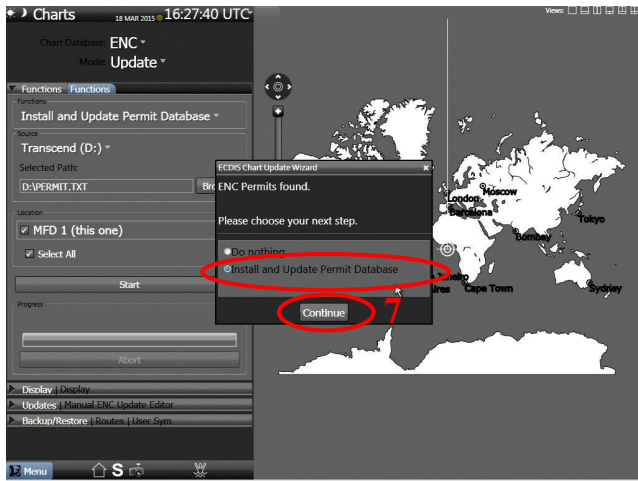 Charts 18 MAR 2015 16:27:40 UTC
Views:
Chart Database: ENC
Mode: Update
Functions Functions
Functions
Install and Update Permit Database
Source
Transcend (D:)
Selected Path:
D:\PERMIT.TXT
Location
MFD 1 (this one)
Select All
Start
Progress
Abort
Display | Display
Updates | Manual ENC Update Editor
Backup/Restore | Routes | User Sym
Menu S
ECDIS Chart Update Wizard
ENC Permits found.
Please choose your next step.
Do nothing
Install and Update Permit Database
Continue 7
London Moscow
Barcelona
Tokyo
Bombay
Cape Town
Sydney